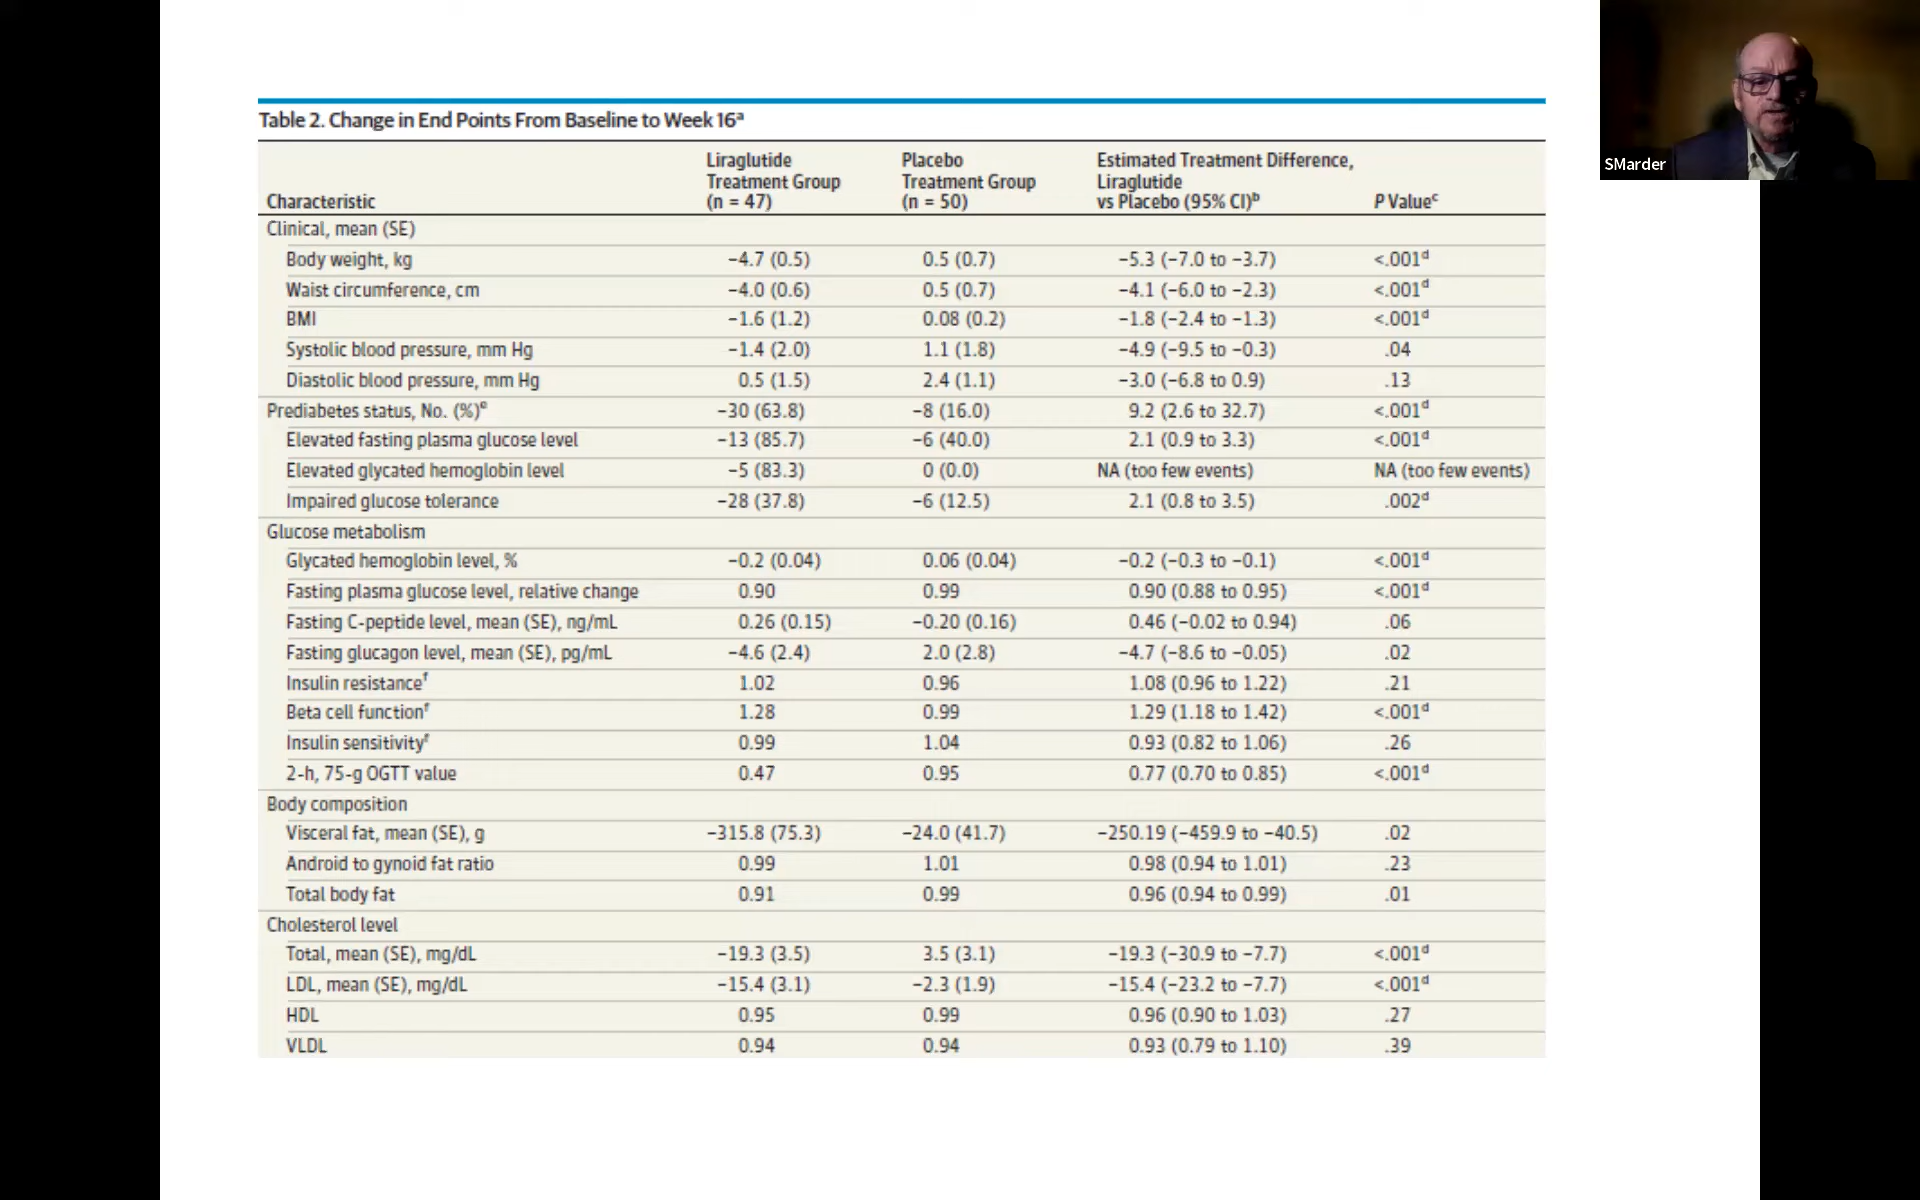 SMarder
Table 2. Change in End Points From Baseline to Week 16ª
Characteristic Liraglutide Treatment Group (n = 47) Placebo Treatment Group (n = 50) Estimated Treatment Difference, Liraglutide vs Placebo (95% CI)ᵇ P Valueᶜ
Clinical, mean (SE)
Body weight, kg −4.7 (0.5) 0.5 (0.7) −5.3 (−7.0 to −3.7) <.001ᵈ
Waist circumference, cm −4.0 (0.6) 0.5 (0.7) −4.1 (−6.0 to −2.3) <.001ᵈ
BMI −1.6 (1.2) 0.08 (0.2) −1.8 (−2.4 to −1.3) <.001ᵈ
Systolic blood pressure, mm Hg −1.4 (2.0) 1.1 (1.8) −4.9 (−9.5 to −0.3) .04
Diastolic blood pressure, mm Hg 0.5 (1.5) 2.4 (1.1) −3.0 (−6.8 to 0.9) .13
Prediabetes status, No. (%)ᵉ −30 (63.8) −8 (16.0) 9.2 (2.6 to 32.7) <.001ᵈ
Elevated fasting plasma glucose level −13 (85.7) −6 (40.0) 2.1 (0.9 to 3.3) <.001ᵈ
Elevated glycated hemoglobin level −5 (83.3) 0 (0.0) NA (too few events) NA (too few events)
Impaired glucose tolerance −28 (37.8) −6 (12.5) 2.1 (0.8 to 3.5) .002ᵈ
Glucose metabolism
Glycated hemoglobin level, % −0.2 (0.04) 0.06 (0.04) −0.2 (−0.3 to −0.1) <.001ᵈ
Fasting plasma glucose level, relative change 0.90 0.99 0.90 (0.88 to 0.95) <.001ᵈ
Fasting C-peptide level, mean (SE), ng/mL 0.26 (0.15) −0.20 (0.16) 0.46 (−0.02 to 0.94) .06
Fasting glucagon level, mean (SE), pg/mL −4.6 (2.4) 2.0 (2.8) −4.7 (−8.6 to −0.05) .02
Insulin resistanceᶠ 1.02 0.96 1.08 (0.96 to 1.22) .21
Beta cell functionᶠ 1.28 0.99 1.29 (1.18 to 1.42) <.001ᵈ
Insulin sensitivityᶠ 0.99 1.04 0.93 (0.82 to 1.06) .26
2-h, 75-g OGTT value 0.47 0.95 0.77 (0.70 to 0.85) <.001ᵈ
Body composition
Visceral fat, mean (SE), g −315.8 (75.3) −24.0 (41.7) −250.19 (−459.9 to −40.5) .02
Android to gynoid fat ratio 0.99 1.01 0.98 (0.94 to 1.01) .23
Total body fat 0.91 0.99 0.96 (0.94 to 0.99) .01
Cholesterol level
Total, mean (SE), mg/dL −19.3 (3.5) 3.5 (3.1) −19.3 (−30.9 to −7.7) <.001ᵈ
LDL, mean (SE), mg/dL −15.4 (3.1) −2.3 (1.9) −15.4 (−23.2 to −7.7) <.001ᵈ
HDL 0.95 0.99 0.96 (0.90 to 1.03) .27
VLDL 0.94 0.94 0.93 (0.79 to 1.10) .39